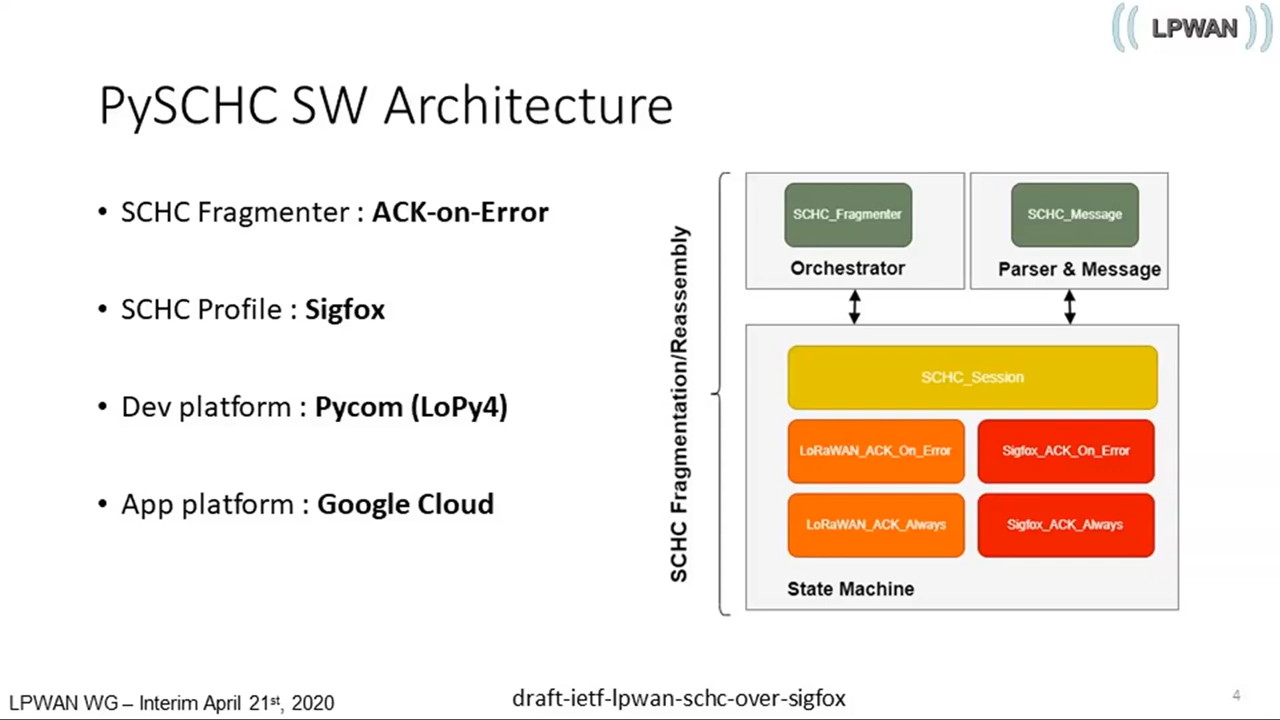 LPWAN
PySCHC SW Architecture
• SCHC Fragmenter : ACK-on-Error
• SCHC Profile : Sigfox
• Dev platform : Pycom (LoPy4)
• App platform : Google Cloud
SCHC Fragmentation/Reassembly
SCHC_Fragmenter
Orchestrator
SCHC_Message
Parser & Message
SCHC_Session
LoRaWAN_ACK_On_Error
Sigfox_ACK_On_Error
LoRaWAN_ACK_Always
Sigfox_ACK_Always
State Machine
LPWAN WG – Interim April 21st, 2020
draft-ietf-lpwan-schc-over-sigfox
4